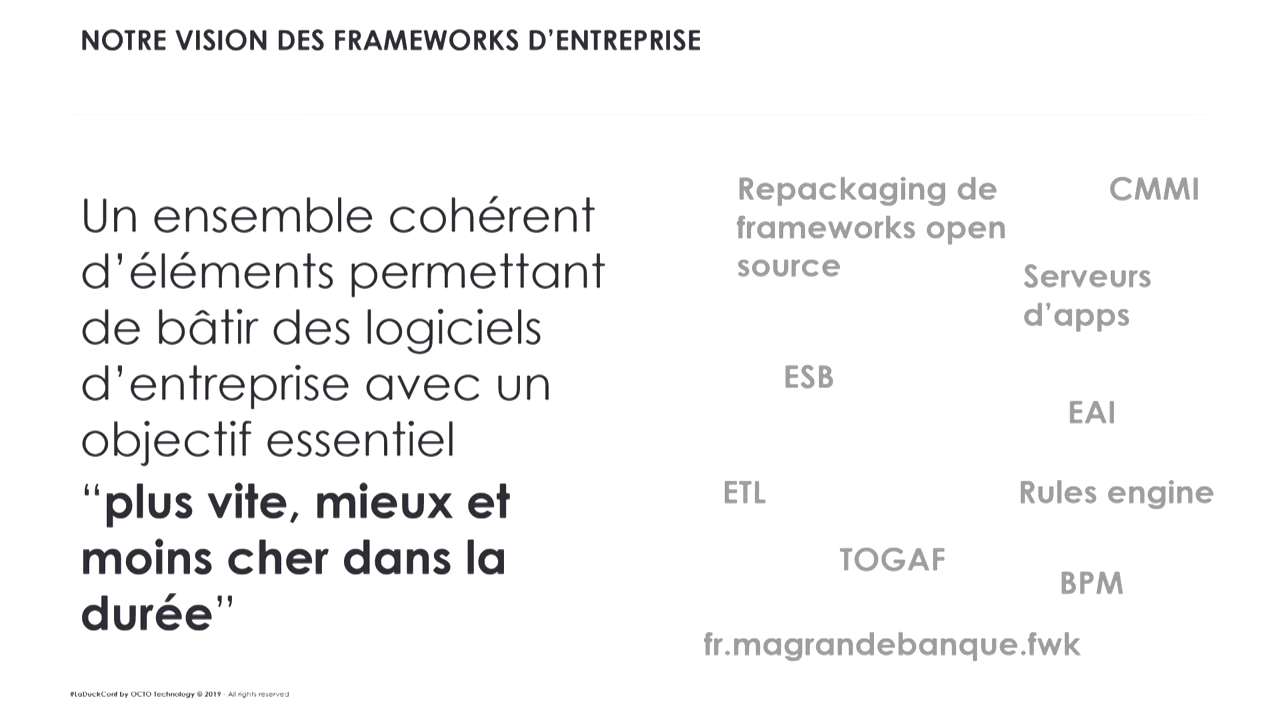 NOTRE VISION DES FRAMEWORKS D’ENTREPRISE
Un ensemble cohérent
d’éléments permettant
de bâtir des logiciels
d’entreprise avec un
objectif essentiel
“plus vite, mieux et
moins cher dans la
durée”
Repackaging de
frameworks open
source
CMMI
Serveurs
d’apps
ESB
EAI
ETL
Rules engine
TOGAF
BPM
fr.magrandebanque.fwk
#LaDuckConf by OCTO Technology © 2019 - All rights reserved